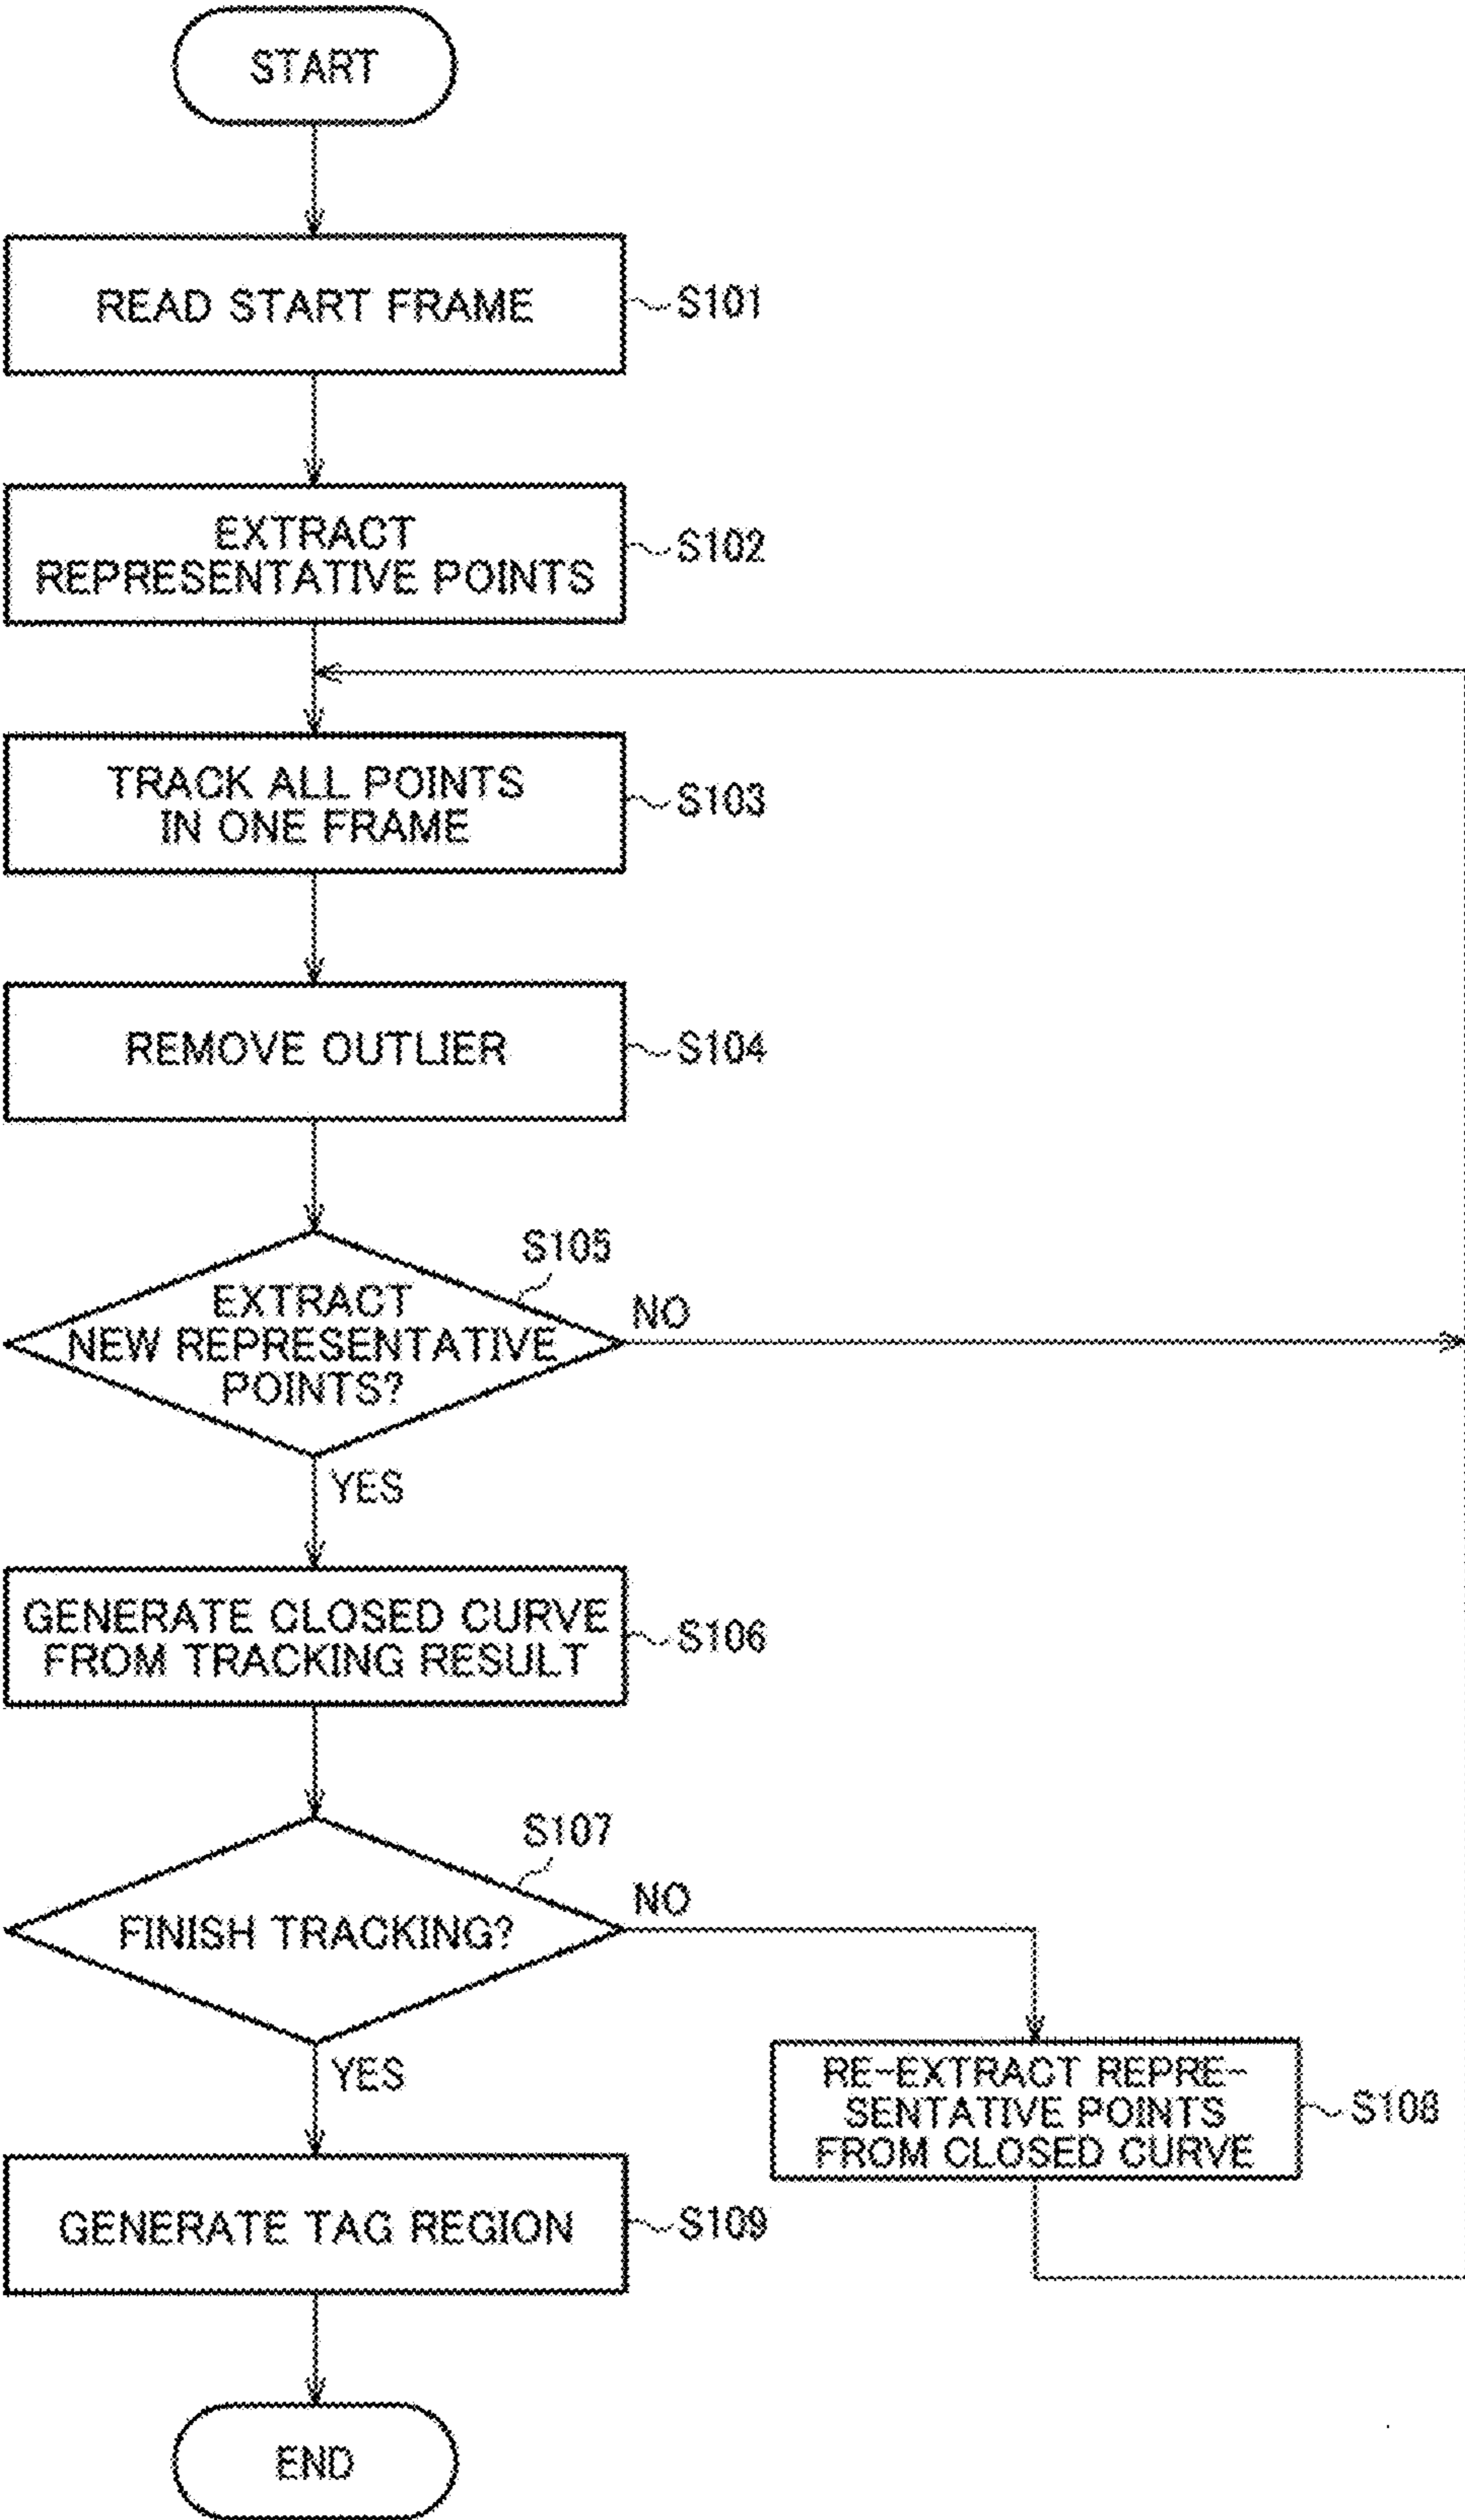 START
READ START FRAME
S101
EXTRACT
REPRESENTATIVE POINTS
S102
TRACK ALL POINTS
IN ONE FRAME
S103
REMOVE OUTLIER
S104
S105
EXTRACT
NEW REPRESENTATIVE
POINTS?
NO
YES
GENERATE CLOSED CURVE
FROM TRACKING RESULT
S106
S107
FINISH TRACKING?
NO
YES
RE-EXTRACT REPRE-
SENTATIVE POINTS
FROM CLOSED CURVE
S108
GENERATE TAG REGION
S109
END